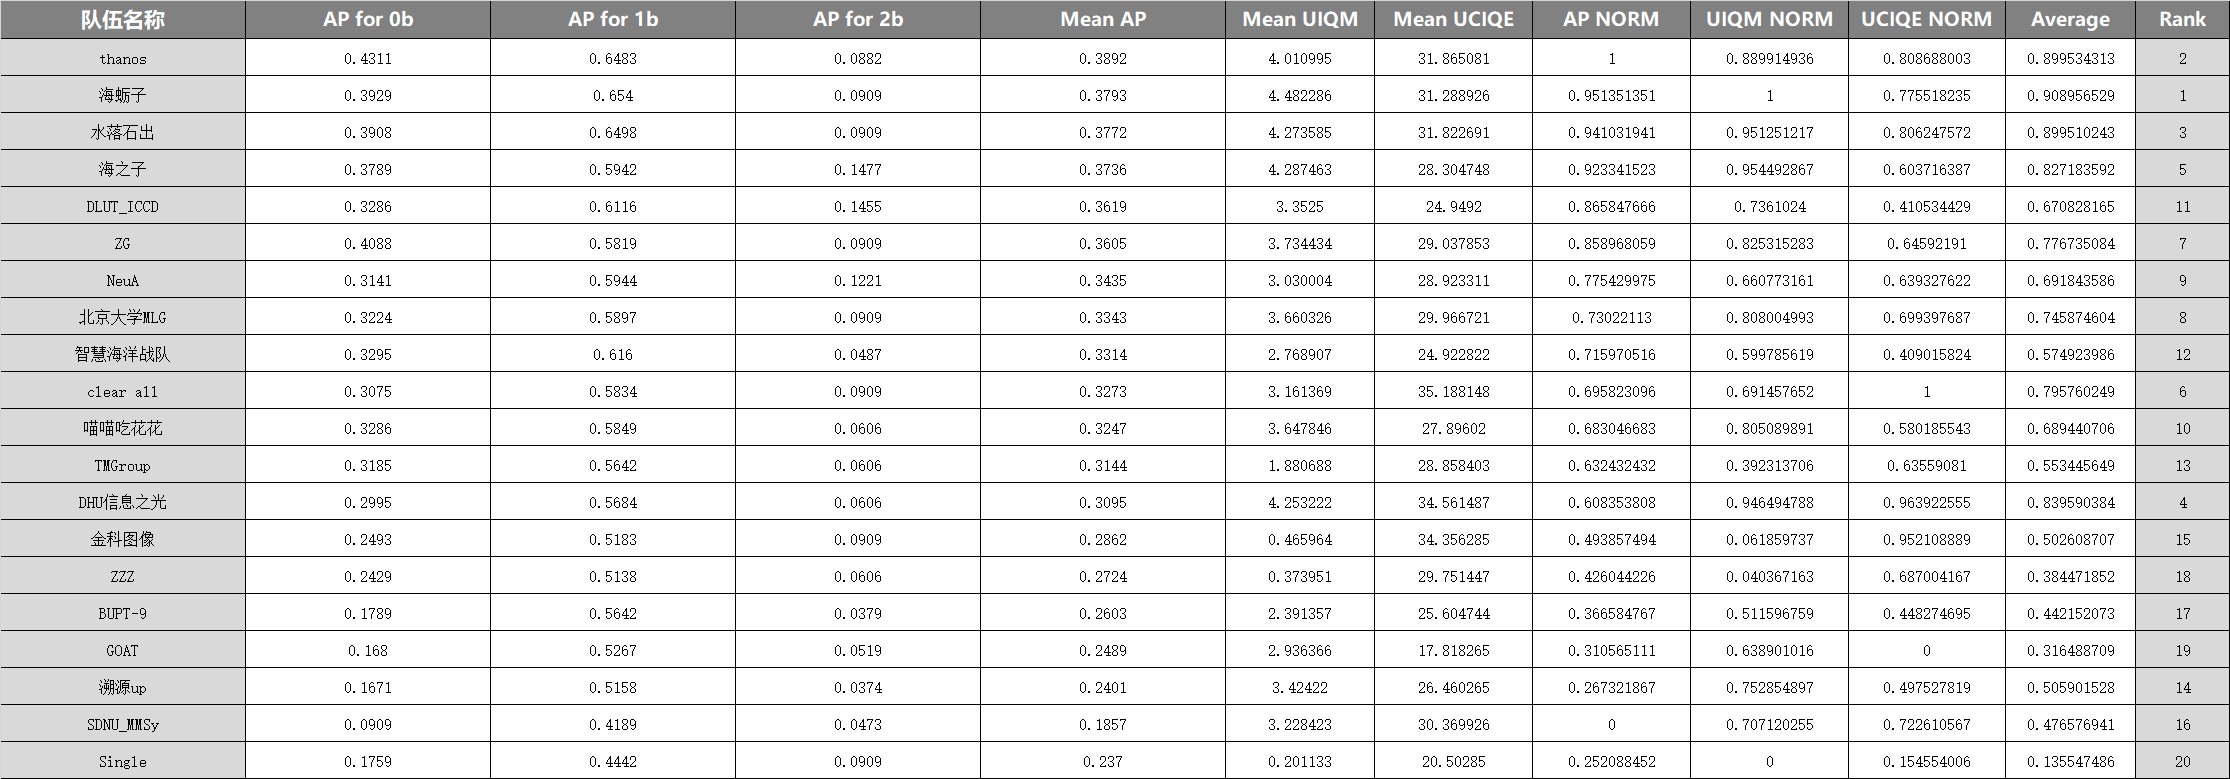 队伍名称 AP for 0b AP for 1b AP for 2b Mean AP Mean UIQM Mean UCIQE AP NORM UIQM NORM UCIQE NORM Average Rank
thanos 0.4311 0.6483 0.0882 0.3892 4.010995 31.865081 1 0.889914936 0.808688003 0.899534313 2
海蛎子 0.3929 0.654 0.0909 0.3793 4.482286 31.288926 0.951351351 1 0.775518235 0.908956529 1
水落石出 0.3908 0.6498 0.0909 0.3772 4.273585 31.822691 0.941031941 0.951251217 0.806247572 0.899510243 3
海之子 0.3789 0.5942 0.1477 0.3736 4.287463 28.304748 0.923341523 0.954492867 0.603716387 0.827183592 5
DLUT_ICCD 0.3286 0.6116 0.1455 0.3619 3.3525 24.9492 0.865847666 0.7361024 0.410534429 0.670828165 11
ZG 0.4088 0.5819 0.0909 0.3605 3.734434 29.037853 0.858968059 0.825315283 0.64592191 0.776735084 7
NeuA 0.3141 0.5944 0.1221 0.3435 3.030004 28.923311 0.775429975 0.660773161 0.639327622 0.691843586 9
北京大学MLG 0.3224 0.5897 0.0909 0.3343 3.660326 29.966721 0.73022113 0.808004993 0.699397687 0.745874604 8
智慧海洋战队 0.3295 0.616 0.0487 0.3314 2.768907 24.922822 0.715970516 0.599785619 0.409015824 0.574923986 12
clear all 0.3075 0.5834 0.0909 0.3273 3.161369 35.188148 0.695823096 0.691457652 1 0.795760249 6
喵喵吃花花 0.3286 0.5849 0.0606 0.3247 3.647846 27.89602 0.683046683 0.805089891 0.580185543 0.689440706 10
TMGroup 0.3185 0.5642 0.0606 0.3144 1.880688 28.858403 0.632432432 0.392313706 0.63559081 0.553445649 13
DHU信息之光 0.2995 0.5684 0.0606 0.3095 4.253222 34.561487 0.608353808 0.946494788 0.963922555 0.839590384 4
金科图像 0.2493 0.5183 0.0909 0.2862 0.465964 34.356285 0.493857494 0.061859737 0.952108889 0.502608707 15
ZZZ 0.2429 0.5138 0.0606 0.2724 0.373951 29.751447 0.426044226 0.040367163 0.687004167 0.384471852 18
BUPT-9 0.1789 0.5642 0.0379 0.2603 2.391357 25.604744 0.366584767 0.511596759 0.448274695 0.442152073 17
GOAT 0.168 0.5267 0.0519 0.2489 2.936366 17.818265 0.310565111 0.638901016 0 0.316488709 19
溯源up 0.1671 0.5158 0.0374 0.2401 3.42422 26.460265 0.267321867 0.752854897 0.497527819 0.505901528 14
SDNU_MMSy 0.0909 0.4189 0.0473 0.1857 3.228423 30.369926 0 0.707120255 0.722610567 0.476576941 16
Single 0.1759 0.4442 0.0909 0.237 0.201133 20.50285 0.252088452 0 0.154554006 0.135547486 20